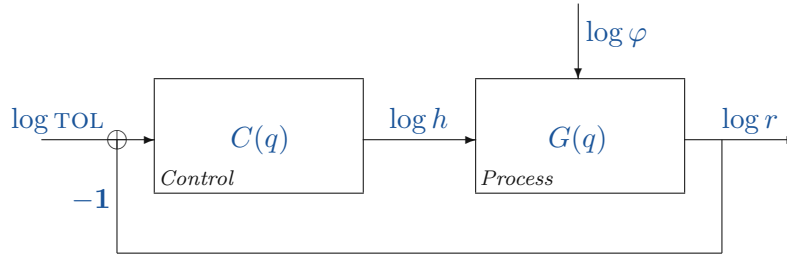 log φ
log TOL
C(q)
log h
G(q)
log r
Control
Process
−1